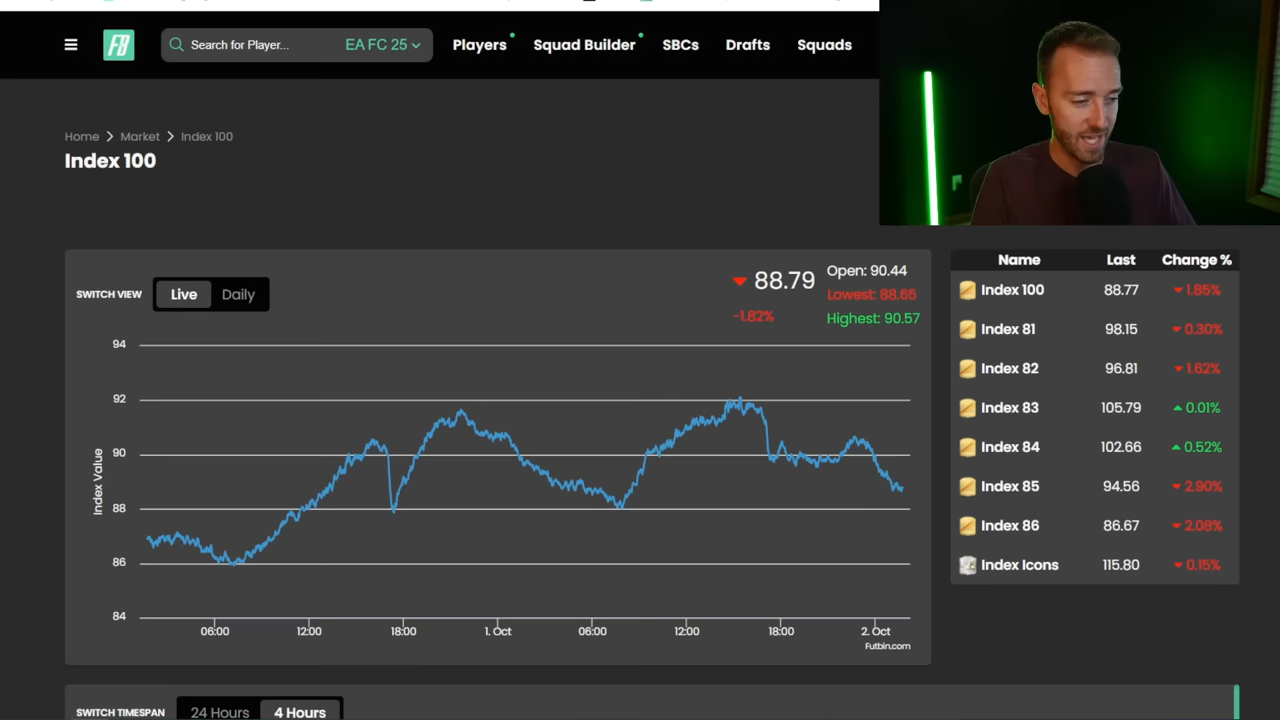 FB
Search for Player...
EA FC 25
Players
Squad Builder
SBCs
Drafts
Squads
Home
Market
Index 100
Index 100
SWITCH VIEW
Live
Daily
88.79
-1.82%
Open: 90.44
Lowest: 88.65
Highest: 90.57
94
92
90
88
86
84
Index Value
06:00
12:00
18:00
1. Oct
06:00
12:00
18:00
2. Oct
Futbin.com
Name Last Change %
Index 100 88.77 1.85%
Index 81 98.15 0.30%
Index 82 96.81 1.62%
Index 83 105.79 0.01%
Index 84 102.66 0.52%
Index 85 94.56 2.90%
Index 86 86.67 2.08%
Index Icons 115.80 0.15%
SWITCH TIMESPAN
24 Hours
4 Hours